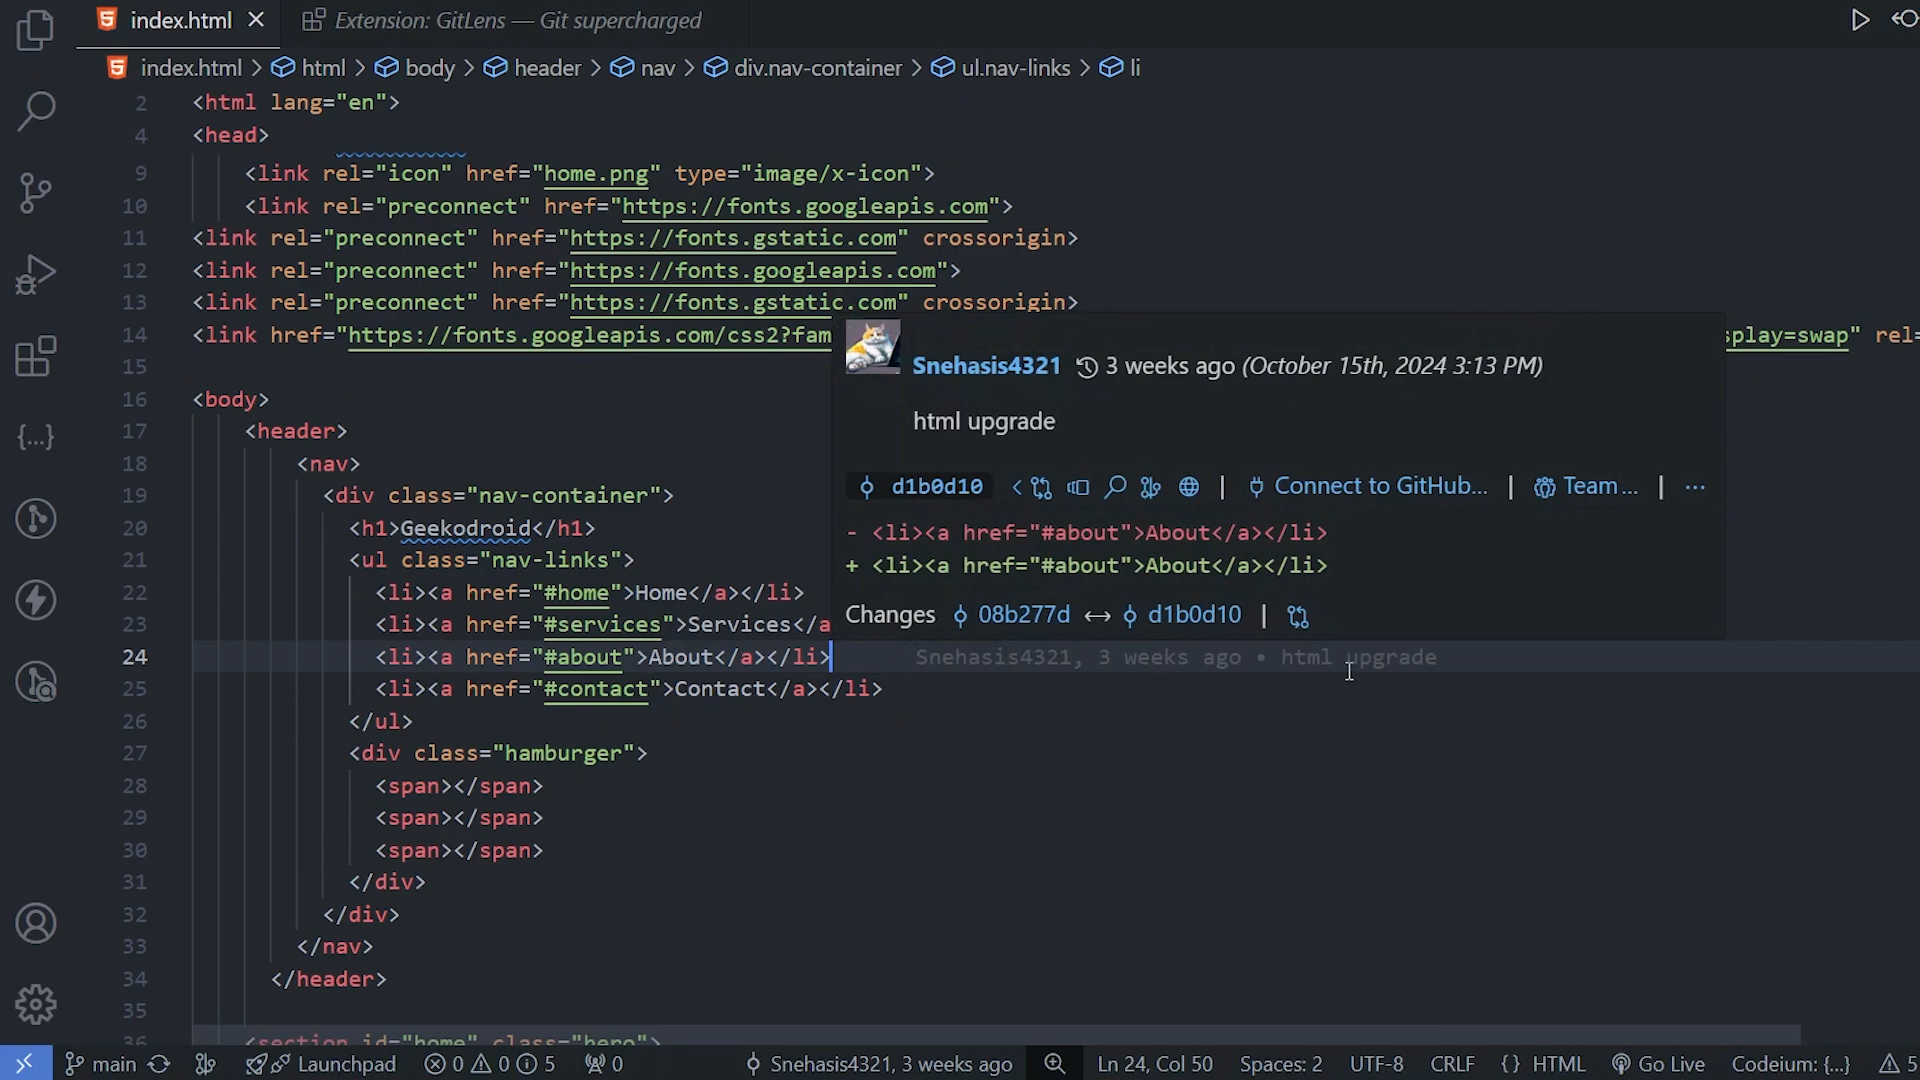 index.html
Extension: GitLens — Git supercharged
index.html > html > body > header > nav > div.nav-container > ul.nav-links > li
2 <html lang="en">
4 <head>
9 <link rel="icon" href="home.png" type="image/x-icon">
10 <link rel="preconnect" href="https://fonts.googleapis.com">
11 <link rel="preconnect" href="https://fonts.gstatic.com" crossorigin>
12 <link rel="preconnect" href="https://fonts.googleapis.com">
13 <link rel="preconnect" href="https://fonts.gstatic.com" crossorigin>
14 <link href="https://fonts.googleapis.com/css2?fam
splay=swap" rel=
15
16 <body>
17 <header>
18 <nav>
19 <div class="nav-container">
20 <h1>Geekodroid</h1>
21 <ul class="nav-links">
22 <li><a href="#home">Home</a></li>
23 <li><a href="#services">Services</a
24 <li><a href="#about">About</a></li>
Snehasis4321, 3 weeks ago • html upgrade
25 <li><a href="#contact">Contact</a></li>
26 </ul>
27 <div class="hamburger">
28 <span></span>
29 <span></span>
30 <span></span>
31 </div>
32 </div>
33 </nav>
34 </header>
35
36 <section id="home" class="hero">
Snehasis4321 3 weeks ago (October 15th, 2024 3:13 PM)
html upgrade
d1b0d10 | Connect to GitHub... | Team... | ...
- <li><a href="#about">About</a></li>
+ <li><a href="#about">About</a></li>
Changes 08b277d ↔ d1b0d10 |
main Launchpad 0 0 5 0 Snehasis4321, 3 weeks ago Ln 24, Col 50 Spaces: 2 UTF-8 CRLF {} HTML Go Live Codeium: {...} 5